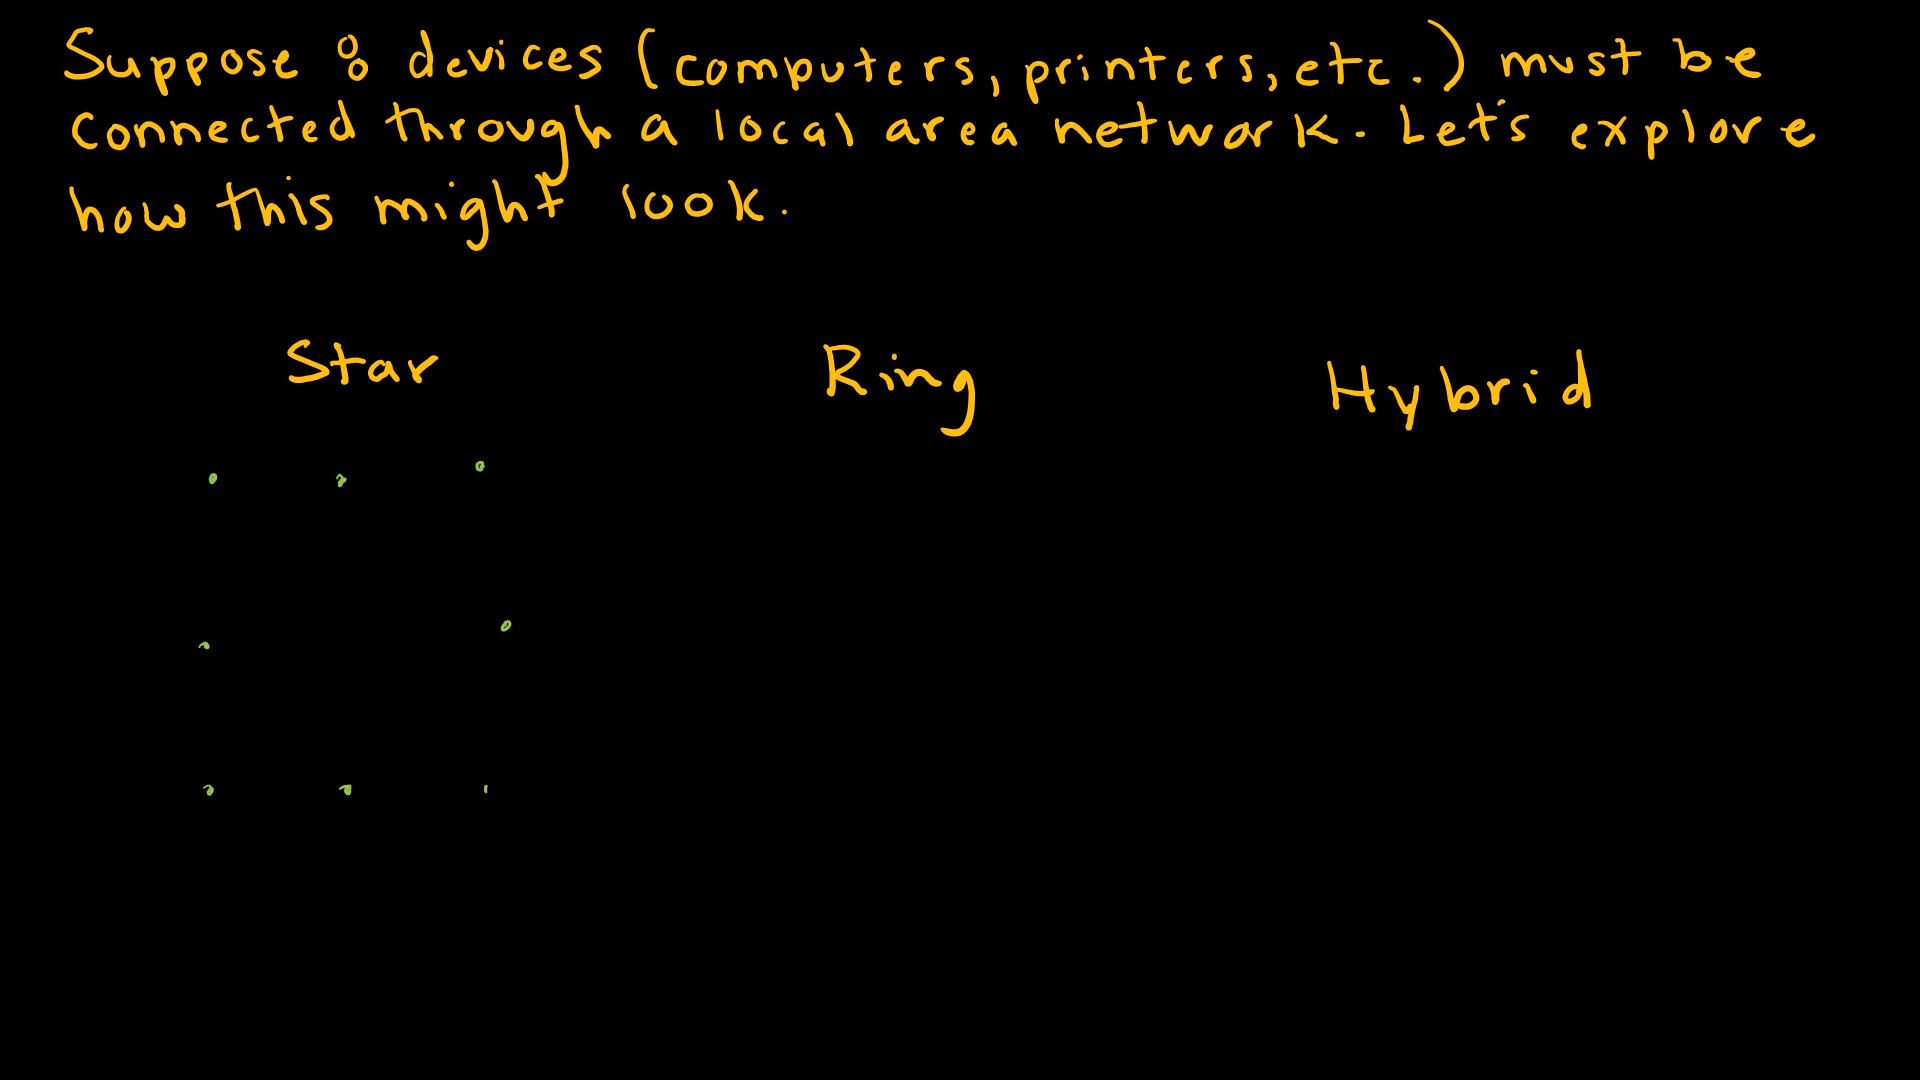 Suppose 8 devices (computers, printers, etc.) must be
connected through a local area network. Let's explore
how this might look.
Star Ring Hybrid